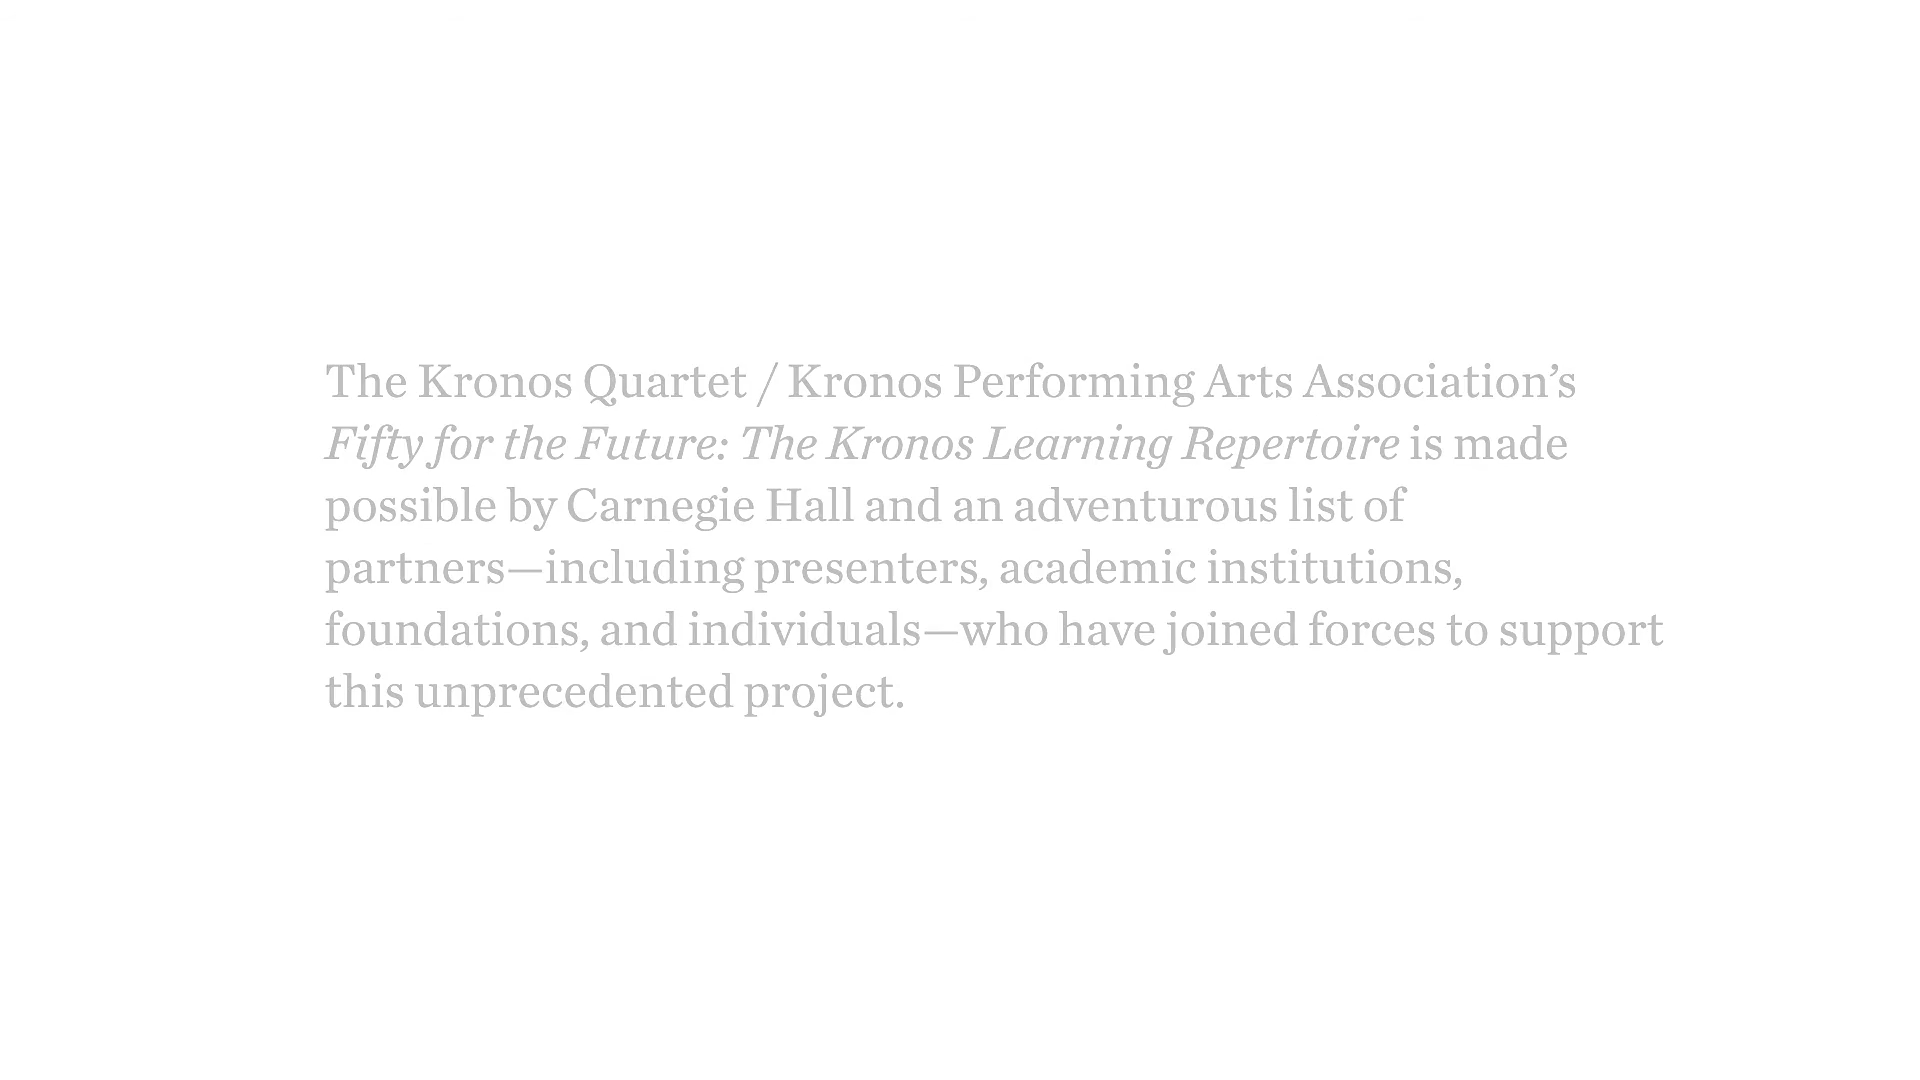 The Kronos Quartet / Kronos Performing Arts Association’s
Fifty for the Future: The Kronos Learning Repertoire is made
possible by Carnegie Hall and an adventurous list of
partners—including presenters, academic institutions,
foundations, and individuals—who have joined forces to support
this unprecedented project.